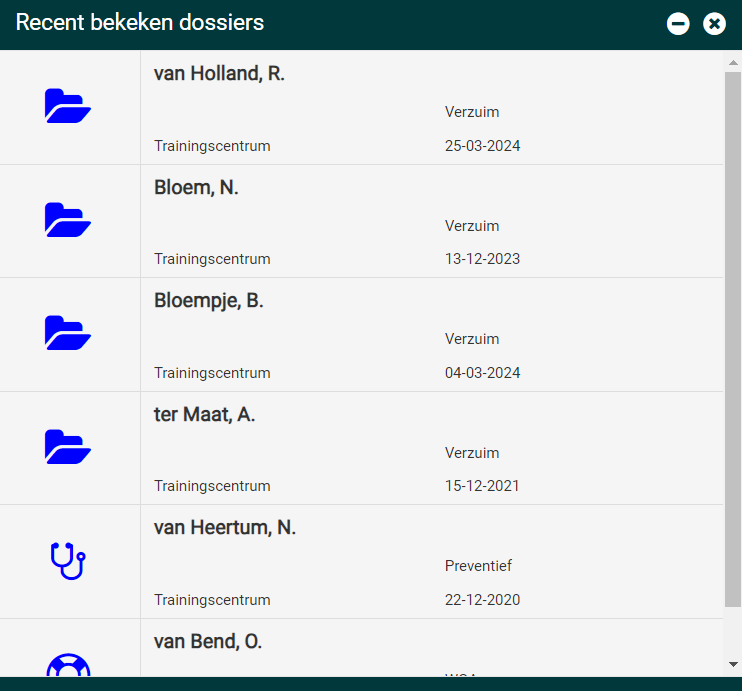 Recent bekeken dossiers
van Holland, R.
Verzuim
Trainingscentrum 25-03-2024
Bloem, N.
Verzuim
Trainingscentrum 13-12-2023
Bloempje, B.
Verzuim
Trainingscentrum 04-03-2024
ter Maat, A.
Verzuim
Trainingscentrum 15-12-2021
van Heertum, N.
Preventief
Trainingscentrum 22-12-2020
van Bend, O.